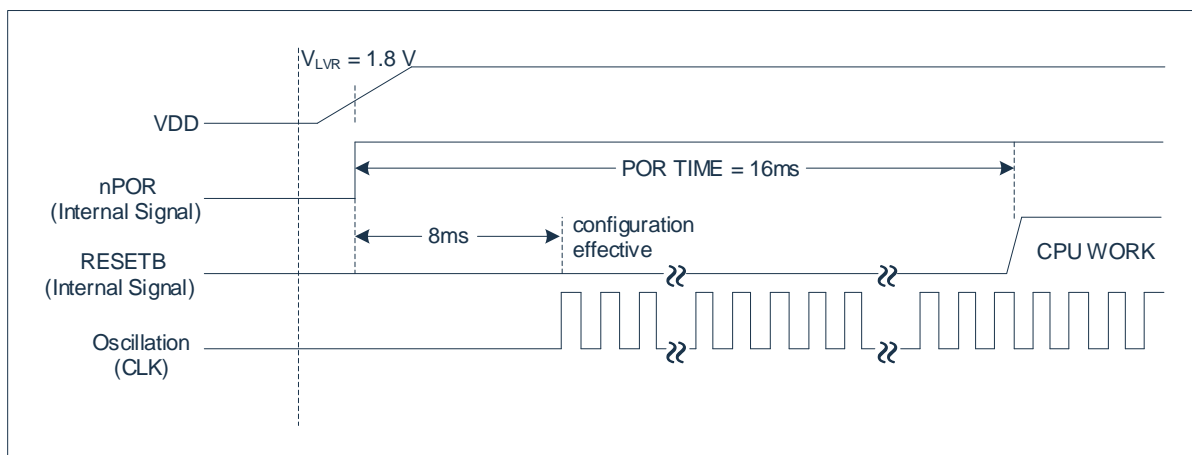 VLVR = 1.8 V
VDD
POR TIME = 16ms
nPOR
(Internal Signal)
8ms
configuration
effective
RESETB
(Internal Signal)
CPU WORK
Oscillation
(CLK)